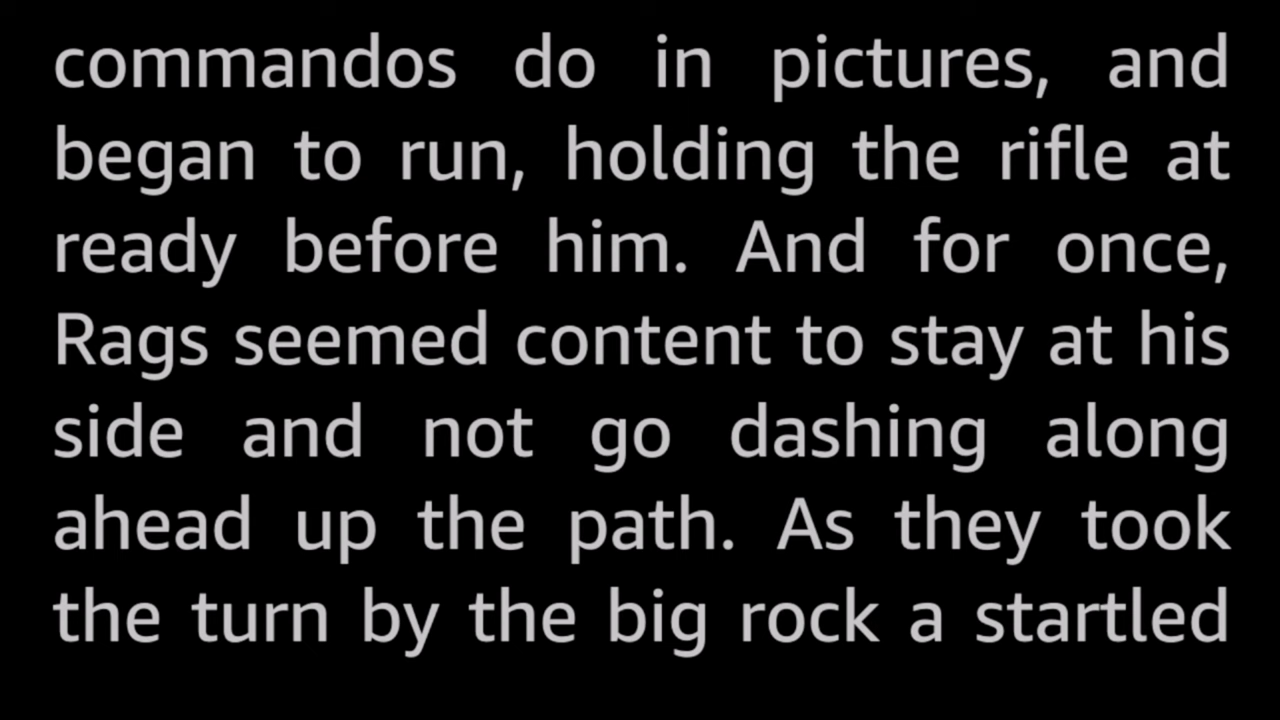 commandos do in pictures, and
began to run, holding the rifle at
ready before him. And for once,
Rags seemed content to stay at his
side and not go dashing along
ahead up the path. As they took
the turn by the big rock a startled